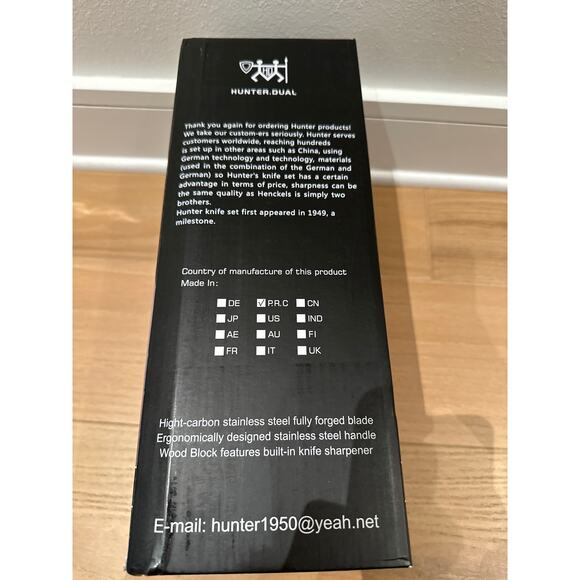 HUNTER.DUAL
Thank you again for ordering Hunter products!
We take our custom-ers seriously. Hunter serves
customers worldwide, reaching hundreds
is set up in other areas such as China, using
German technology and technology, materials
(used in the combination of the German and
German) so Hunter's knife set has a certain
advantage in terms of price, sharpness can be
the same quality as Henckels is simply two
brothers.
Hunter knife set first appeared in 1949, a
milestone.
Country of manufacture of this product
Made In:
DE √ P.R.C CN
JP US IND
AE AU FI
FR IT UK
Hight-carbon stainless steel fully forged blade
Ergonomically designed stainless steel handle
Wood Block features built-in knife sharpener
E-mail: hunter1950@yeah.net